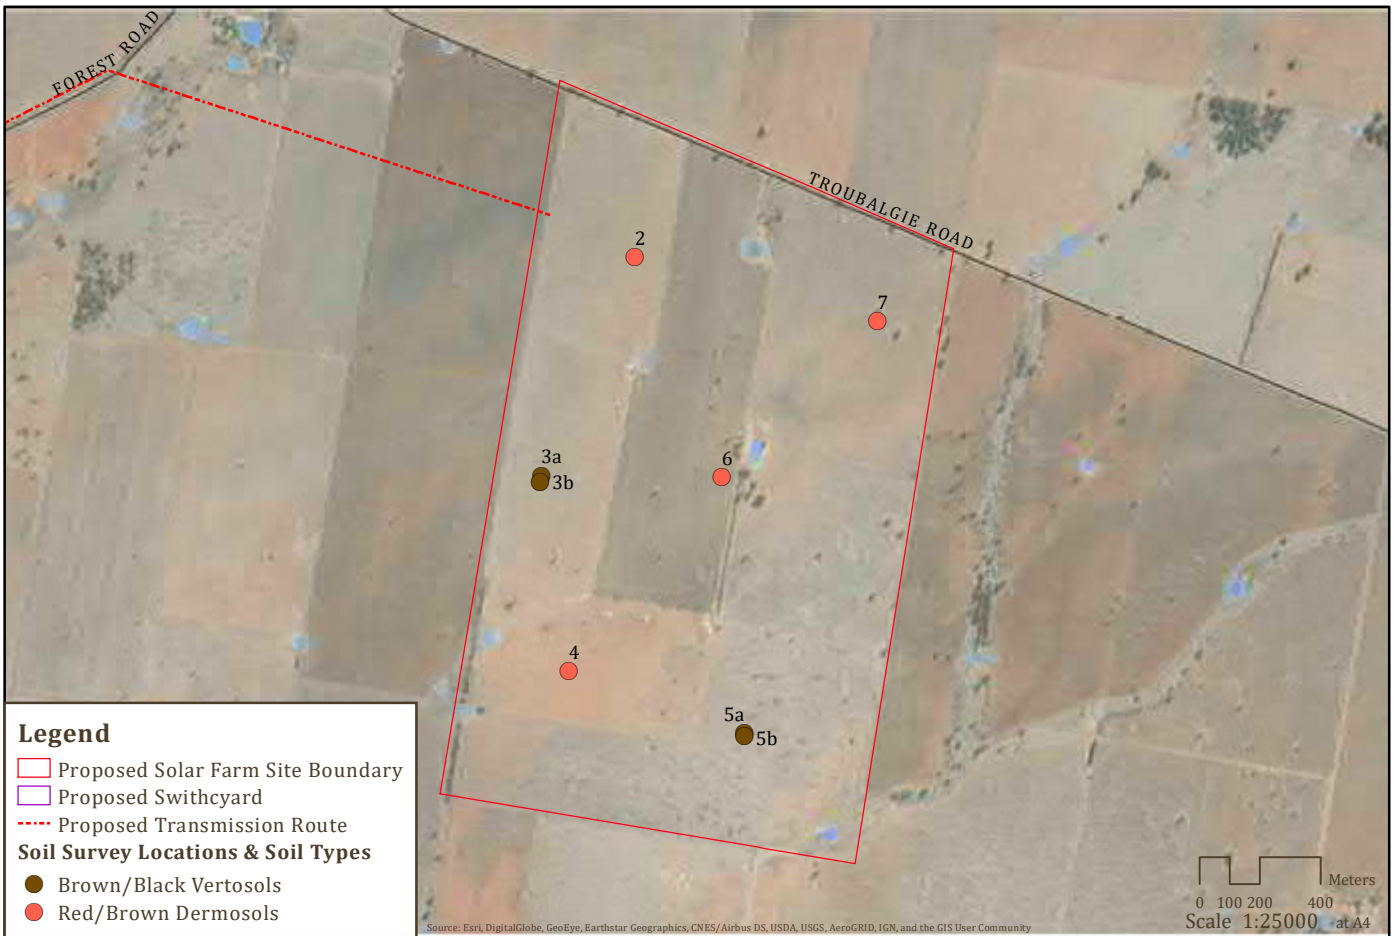 FOREST ROAD
TROUBALGIE ROAD
2
7
3a
3b
6
4
5a
5b
Legend
Proposed Solar Farm Site Boundary
Proposed Swithcyard
Proposed Transmission Route
Soil Survey Locations & Soil Types
Brown/Black Vertosols
Red/Brown Dermosols
Meters
0 100 200 400
Scale 1:25000 at A4
Source: Esri, DigitalGlobe, GeoEye, Earthstar Geographics, CNES/Airbus DS, USDA, USGS, AeroGRID, IGN, and the GIS User Community